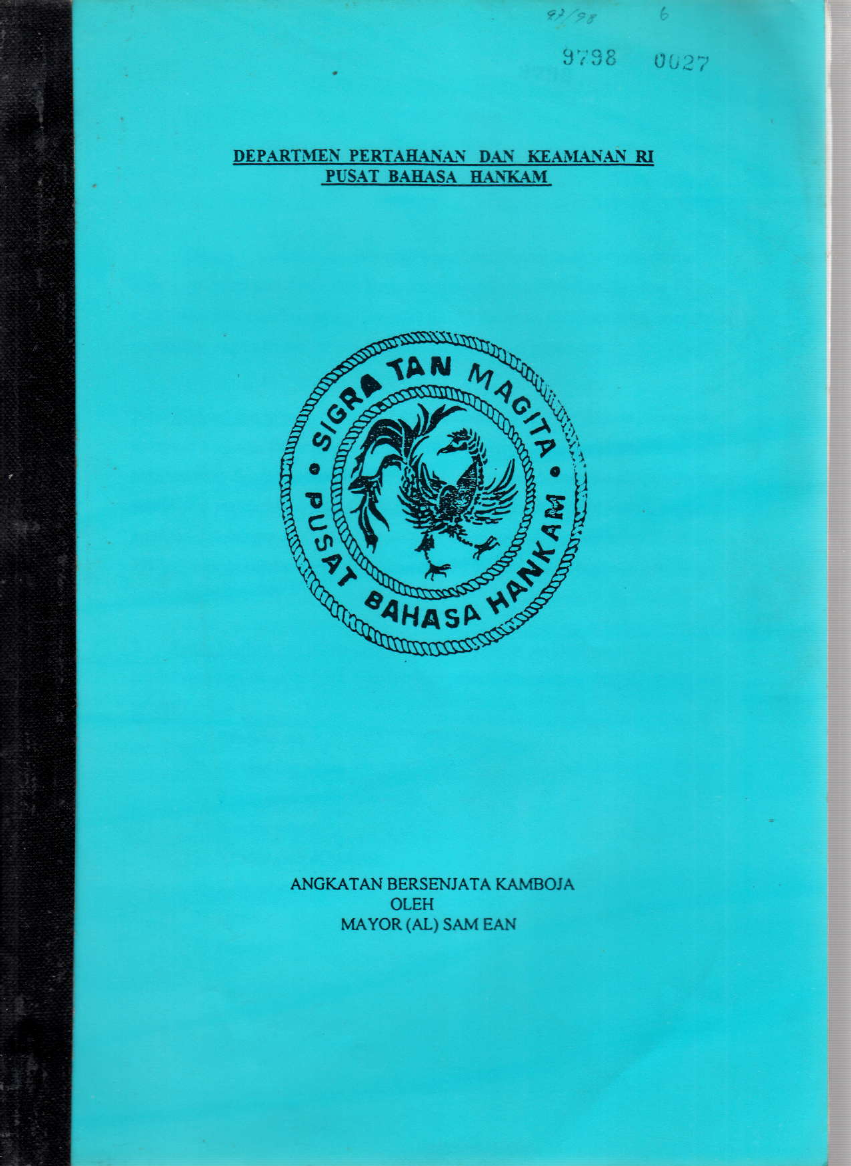 97/98 6
9798 0027
DEPARTMEN PERTAHANAN DAN KEAMANAN RI
PUSAT BAHASA HANKAM
SIGRA TAN MAGITA
PUSAT BAHASA HANKAM
ANGKATAN BERSENJATA KAMBOJA
OLEH
MAYOR (AL) SAM EAN